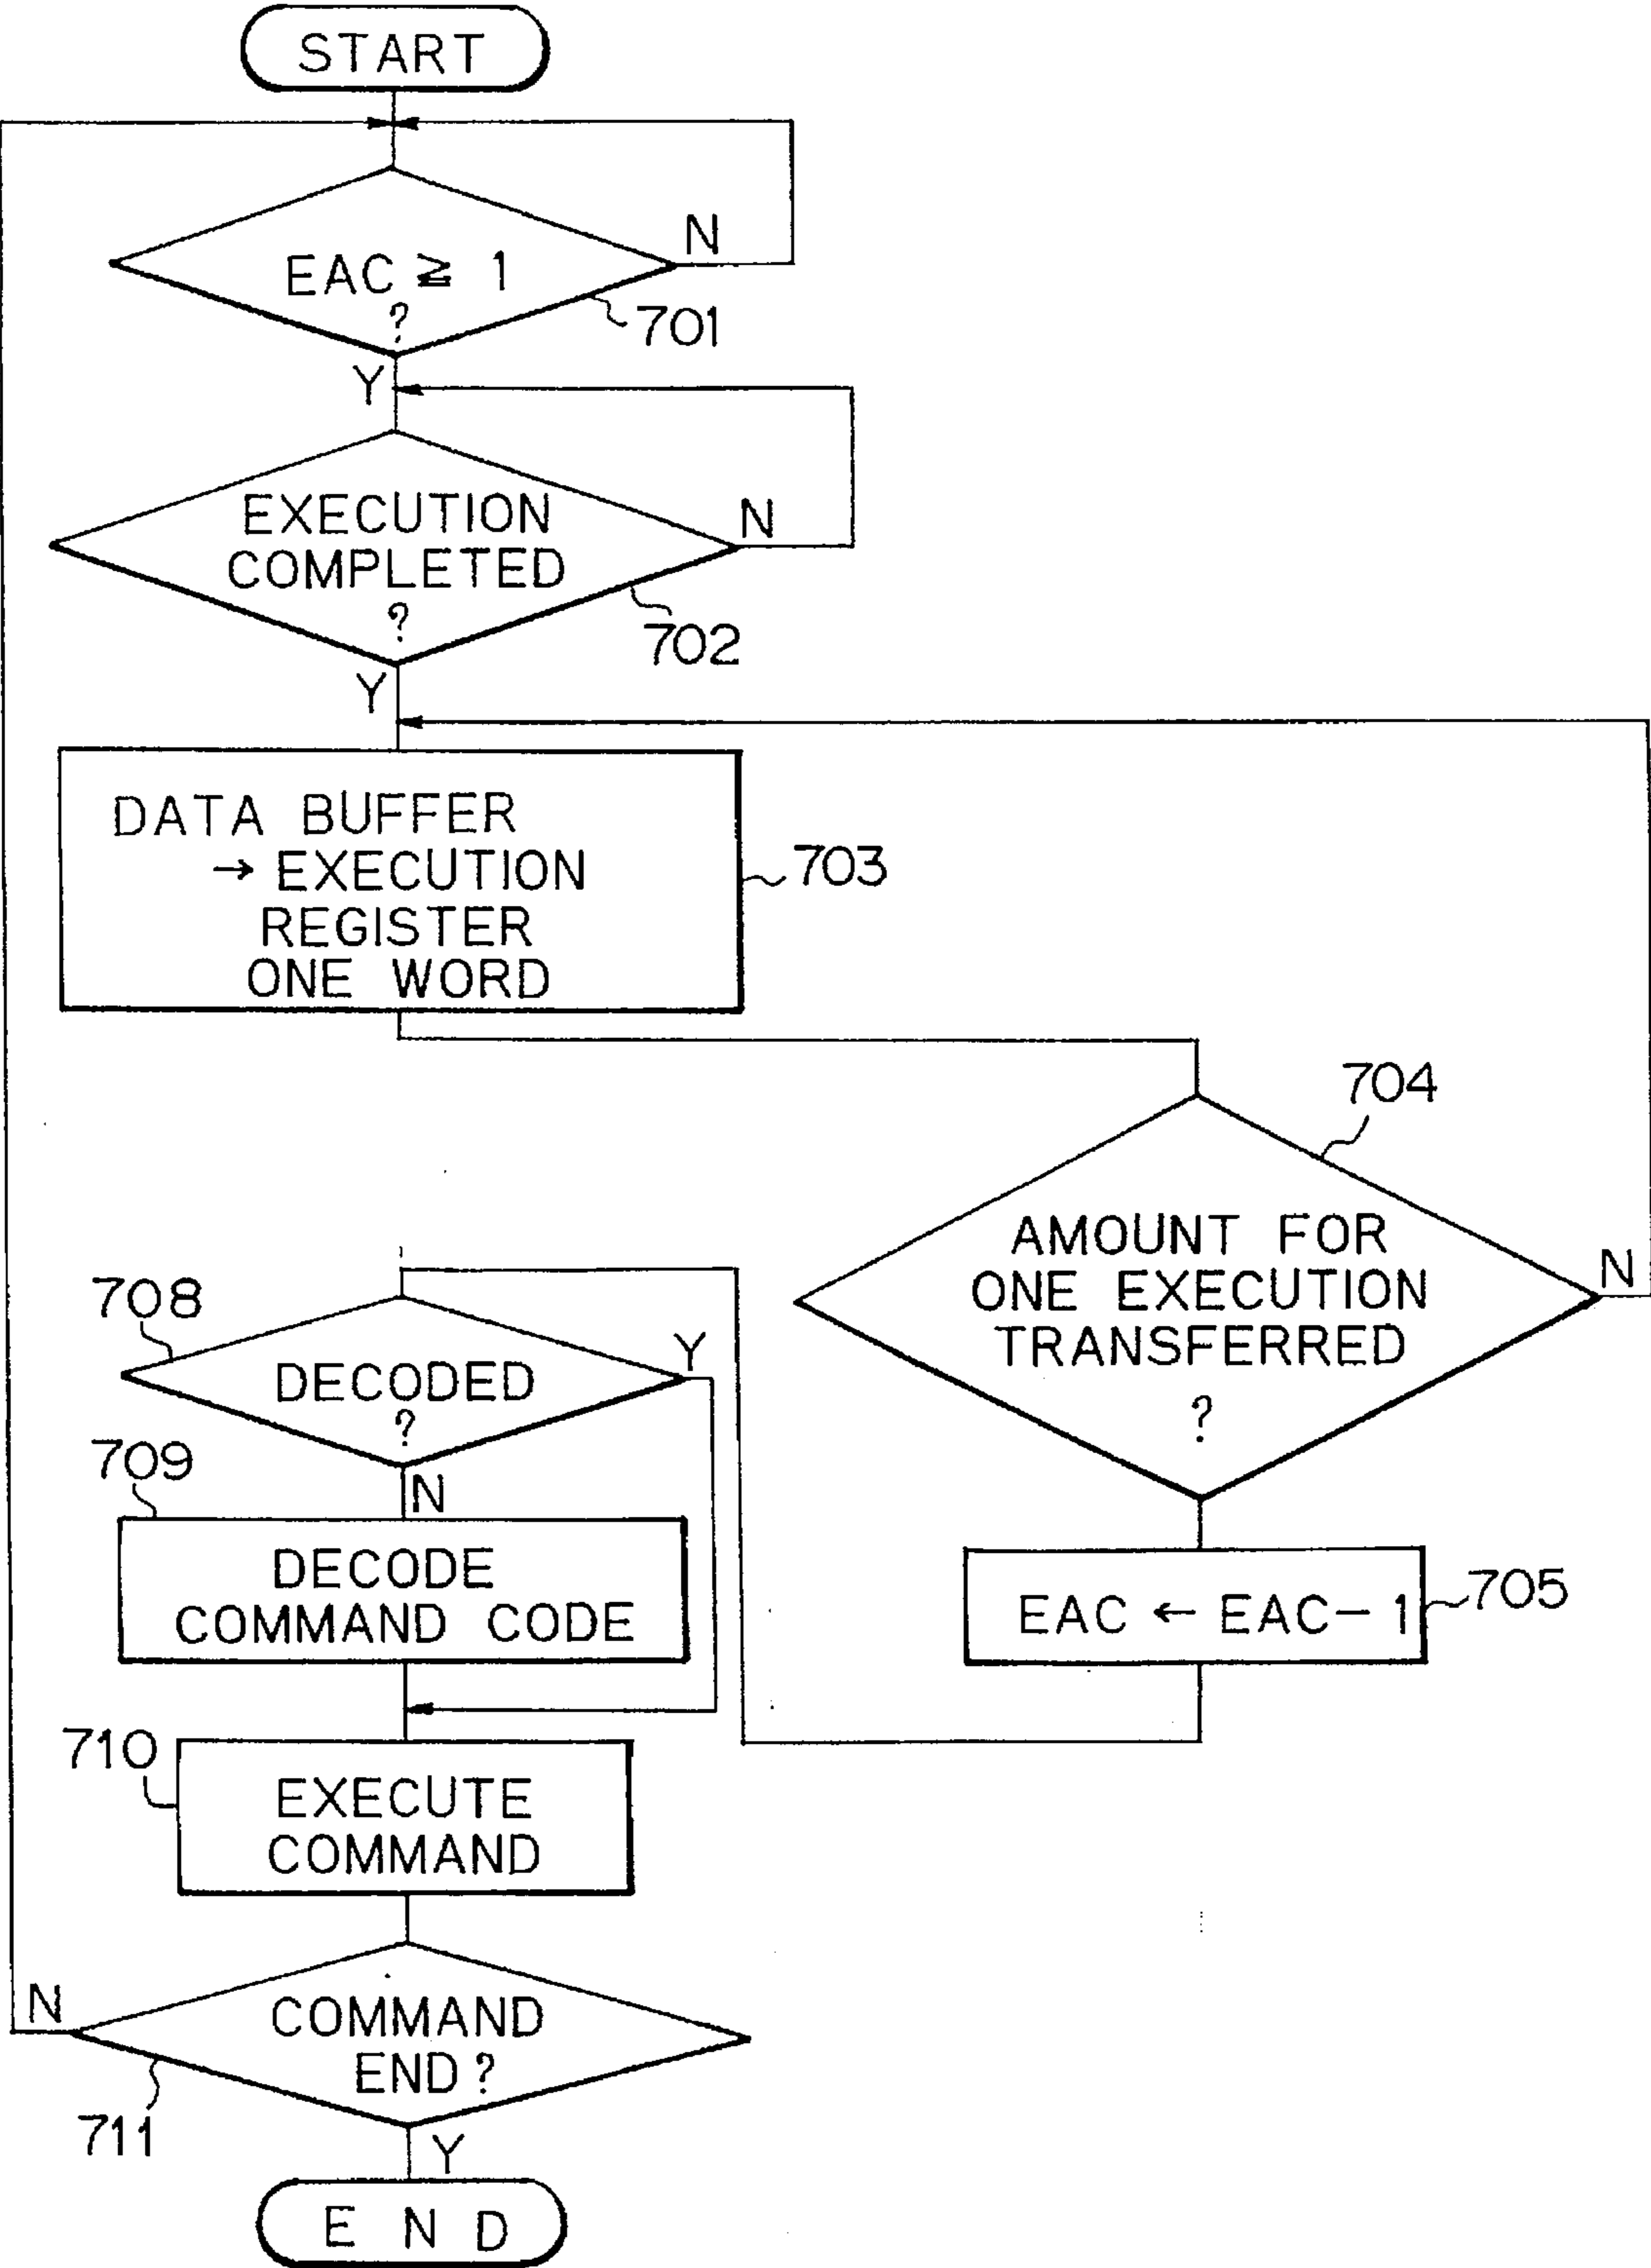 START
EAC ≧ 1
?
N
701
Y
EXECUTION
COMPLETED
?
N
702
Y
DATA BUFFER
→ EXECUTION
REGISTER
ONE WORD
703
704
AMOUNT FOR
ONE EXECUTION
TRANSFERRED
?
N
EAC ← EAC − 1
705
708
DECODED
?
Y
N
709
DECODE
COMMAND CODE
710
EXECUTE
COMMAND
COMMAND
END ?
N
711
Y
END